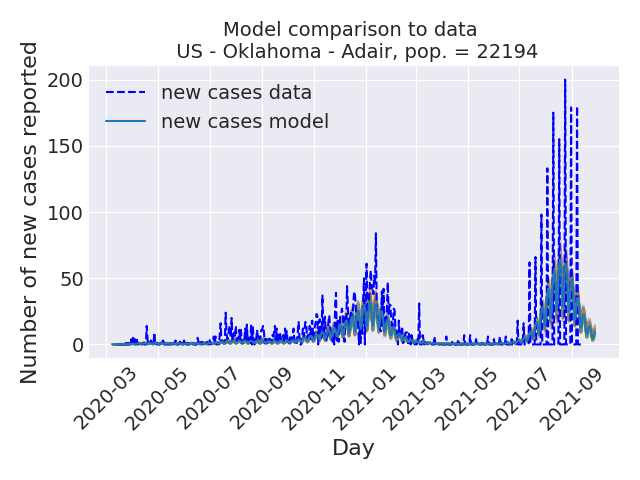 Model comparison to data
US - Oklahoma - Adair, pop. = 22194
Number of new cases reported
200
150
100
50
0
new cases data
new cases model
2020-03
2020-05
2020-07
2020-09
2020-11
2021-01
2021-03
2021-05
2021-07
2021-09
Day